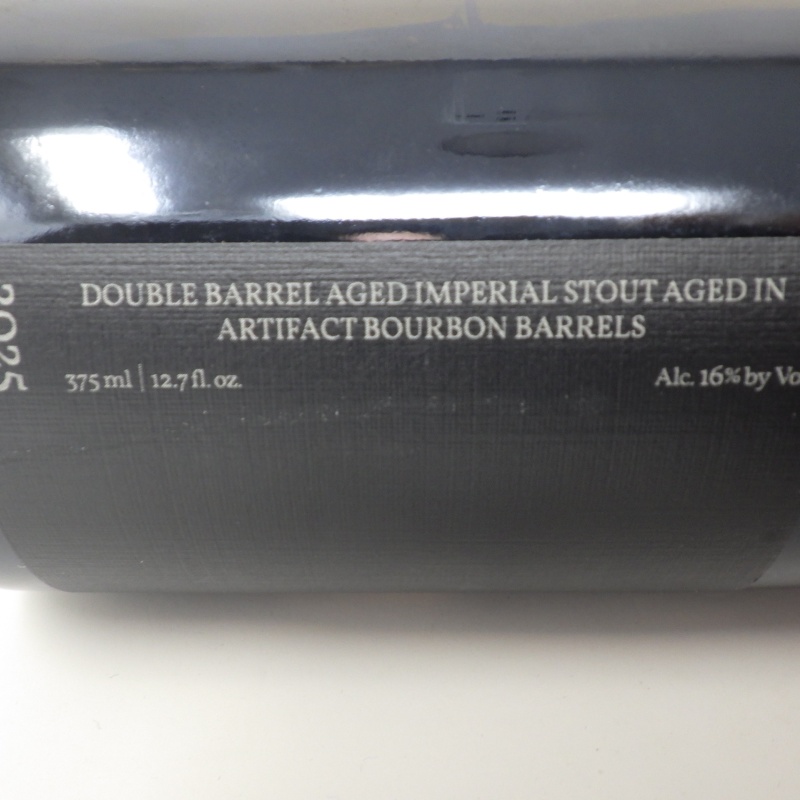 DOUBLE BARREL AGED IMPERIAL STOUT AGED IN
ARTIFACT BOURBON BARRELS
375 ml | 12.7 fl. oz.
Alc. 16% by Vo
2025